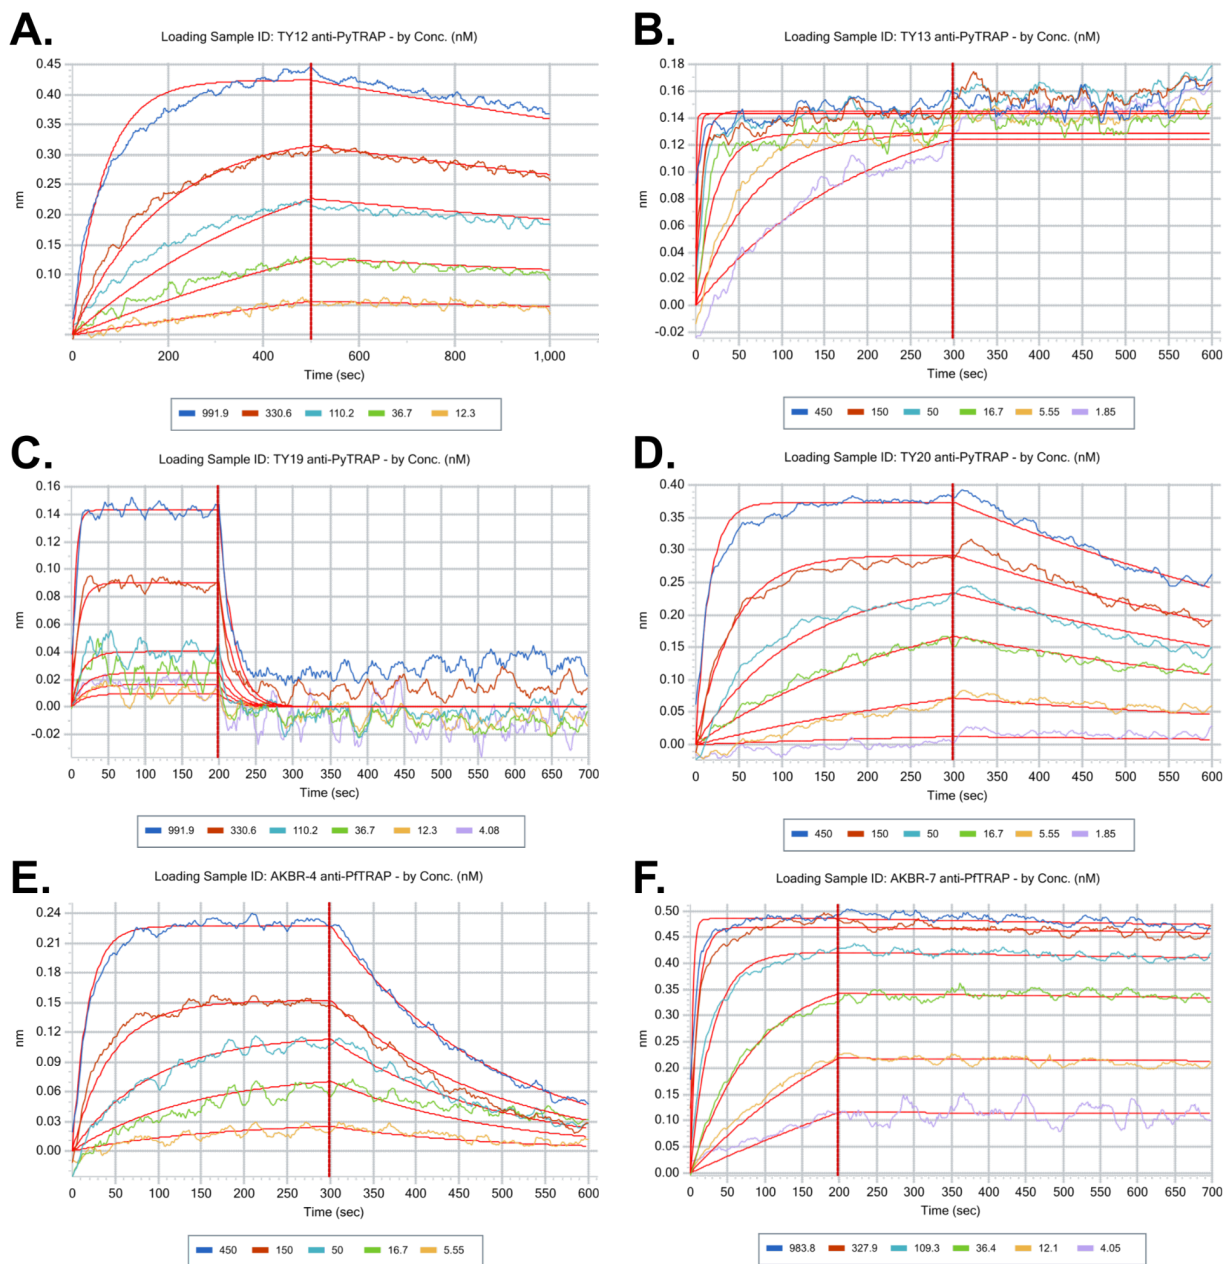 A.
Loading Sample ID: TY12 anti-PyTRAP - by Conc. (nM)
0.45
0.40
0.30
0.25
0.20
0.15
0.10
nm
0 200 400 600 800 1,000
Time (sec)
991.9 330.6 110.2 36.7 12.3
B.
Loading Sample ID: TY13 anti-PyTRAP - by Conc. (nM)
0.18
0.16
0.14
0.12
0.10
0.08
0.06
0.04
0.02
0.00
-0.02
nm
0 50 100 150 200 250 300 350 400 450 500 550 600
Time (sec)
450 150 50 16.7 5.55 1.85
C.
Loading Sample ID: TY19 anti-PyTRAP - by Conc. (nM)
0.16
0.14
0.12
0.10
0.08
0.06
0.04
0.02
0.00
-0.02
nm
0 50 100 150 200 250 300 350 400 450 500 550 600 650 700
Time (sec)
991.9 330.6 110.2 36.7 12.3 4.08
D.
Loading Sample ID: TY20 anti-PyTRAP - by Conc. (nM)
0.40
0.35
0.30
0.25
0.20
0.15
0.10
0.05
0.00
nm
0 50 100 150 200 250 300 350 400 450 500 550 600
Time (sec)
450 150 50 16.7 5.55 1.85
E.
Loading Sample ID: AKBR-4 anti-PfTRAP - by Conc. (nM)
0.24
0.21
0.18
0.15
0.12
0.09
0.06
0.03
0.00
nm
0 50 100 150 200 250 300 350 400 450 500 550 600
Time (sec)
450 150 50 16.7 5.55
F.
Loading Sample ID: AKBR-7 anti-PfTRAP - by Conc. (nM)
0.50
0.45
0.40
0.35
0.30
0.25
0.20
0.15
0.10
0.05
0.00
nm
0 50 100 150 200 250 300 350 400 450 500 550 600 650 700
Time (sec)
983.8 327.9 109.3 36.4 12.1 4.05